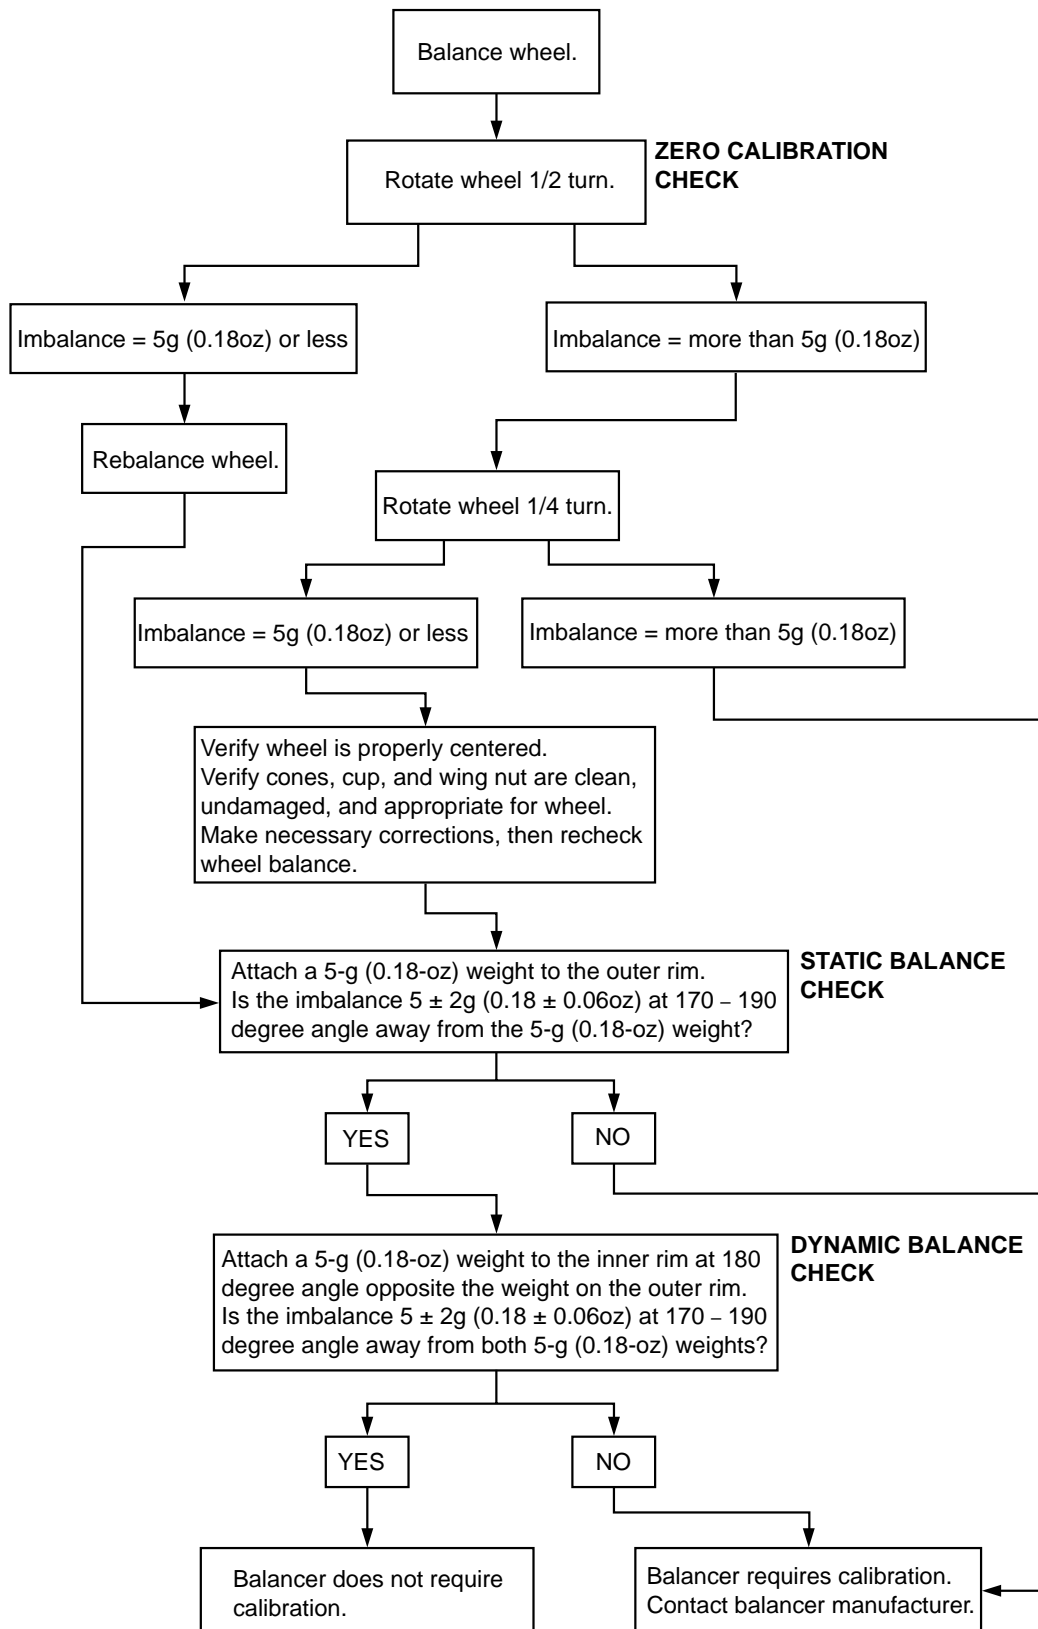 Balance wheel.
ZERO CALIBRATION
CHECK
Rotate wheel 1/2 turn.
Imbalance = 5g (0.18oz) or less
Imbalance = more than 5g (0.18oz)
Rebalance wheel.
Rotate wheel 1/4 turn.
Imbalance = 5g (0.18oz) or less
Imbalance = more than 5g (0.18oz)
Verify wheel is properly centered.
Verify cones, cup, and wing nut are clean,
undamaged, and appropriate for wheel.
Make necessary corrections, then recheck
wheel balance.
STATIC BALANCE
CHECK
Attach a 5-g (0.18-oz) weight to the outer rim.
Is the imbalance 5 ± 2g (0.18 ± 0.06oz) at 170 – 190
degree angle away from the 5-g (0.18-oz) weight?
YES
NO
DYNAMIC BALANCE
CHECK
Attach a 5-g (0.18-oz) weight to the inner rim at 180
degree angle opposite the weight on the outer rim.
Is the imbalance 5 ± 2g (0.18 ± 0.06oz) at 170 – 190
degree angle away from both 5-g (0.18-oz) weights?
YES
NO
Balancer does not require
calibration.
Balancer requires calibration.
Contact balancer manufacturer.